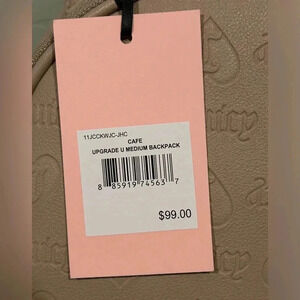 11JCCKWJC-JHC
CAFE
UPGRADE U MEDIUM BACKPACK
8 85919 74563 7
$99.00